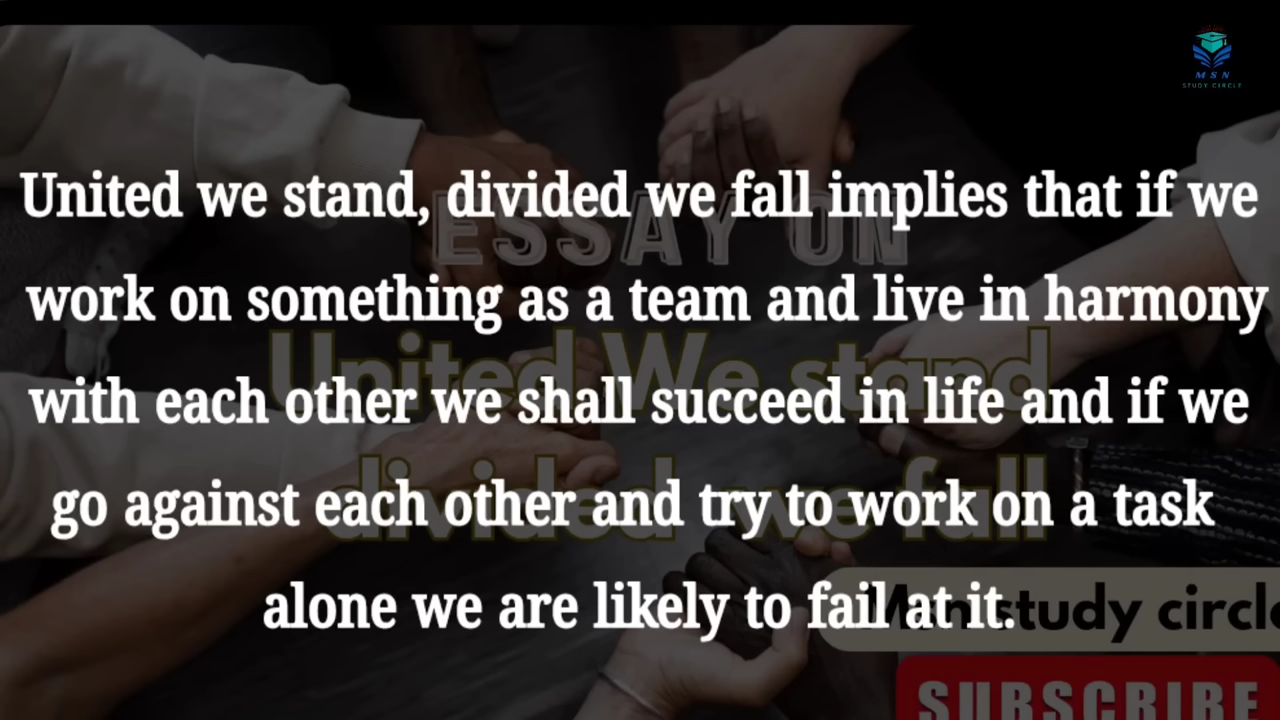 M S N
STUDY CIRCLE
United we stand, divided we fall implies that if we
ESSAY ON
work on something as a team and live in harmony
United We stand
with each other we shall succeed in life and if we
divided we fall
go against each other and try to work on a task
alone we are likely to fail at it.
Msn study circle
SUBSCRIBE